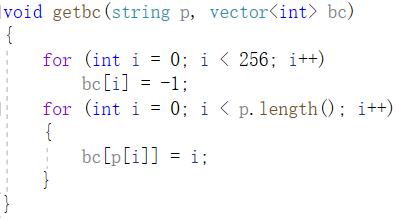 void getbc(string p, vector<int> bc)
{
    for (int i = 0; i < 256; i++)
        bc[i] = -1;
    for (int i = 0; i < p.length(); i++)
    {
        bc[p[i]] = i;
    }
}